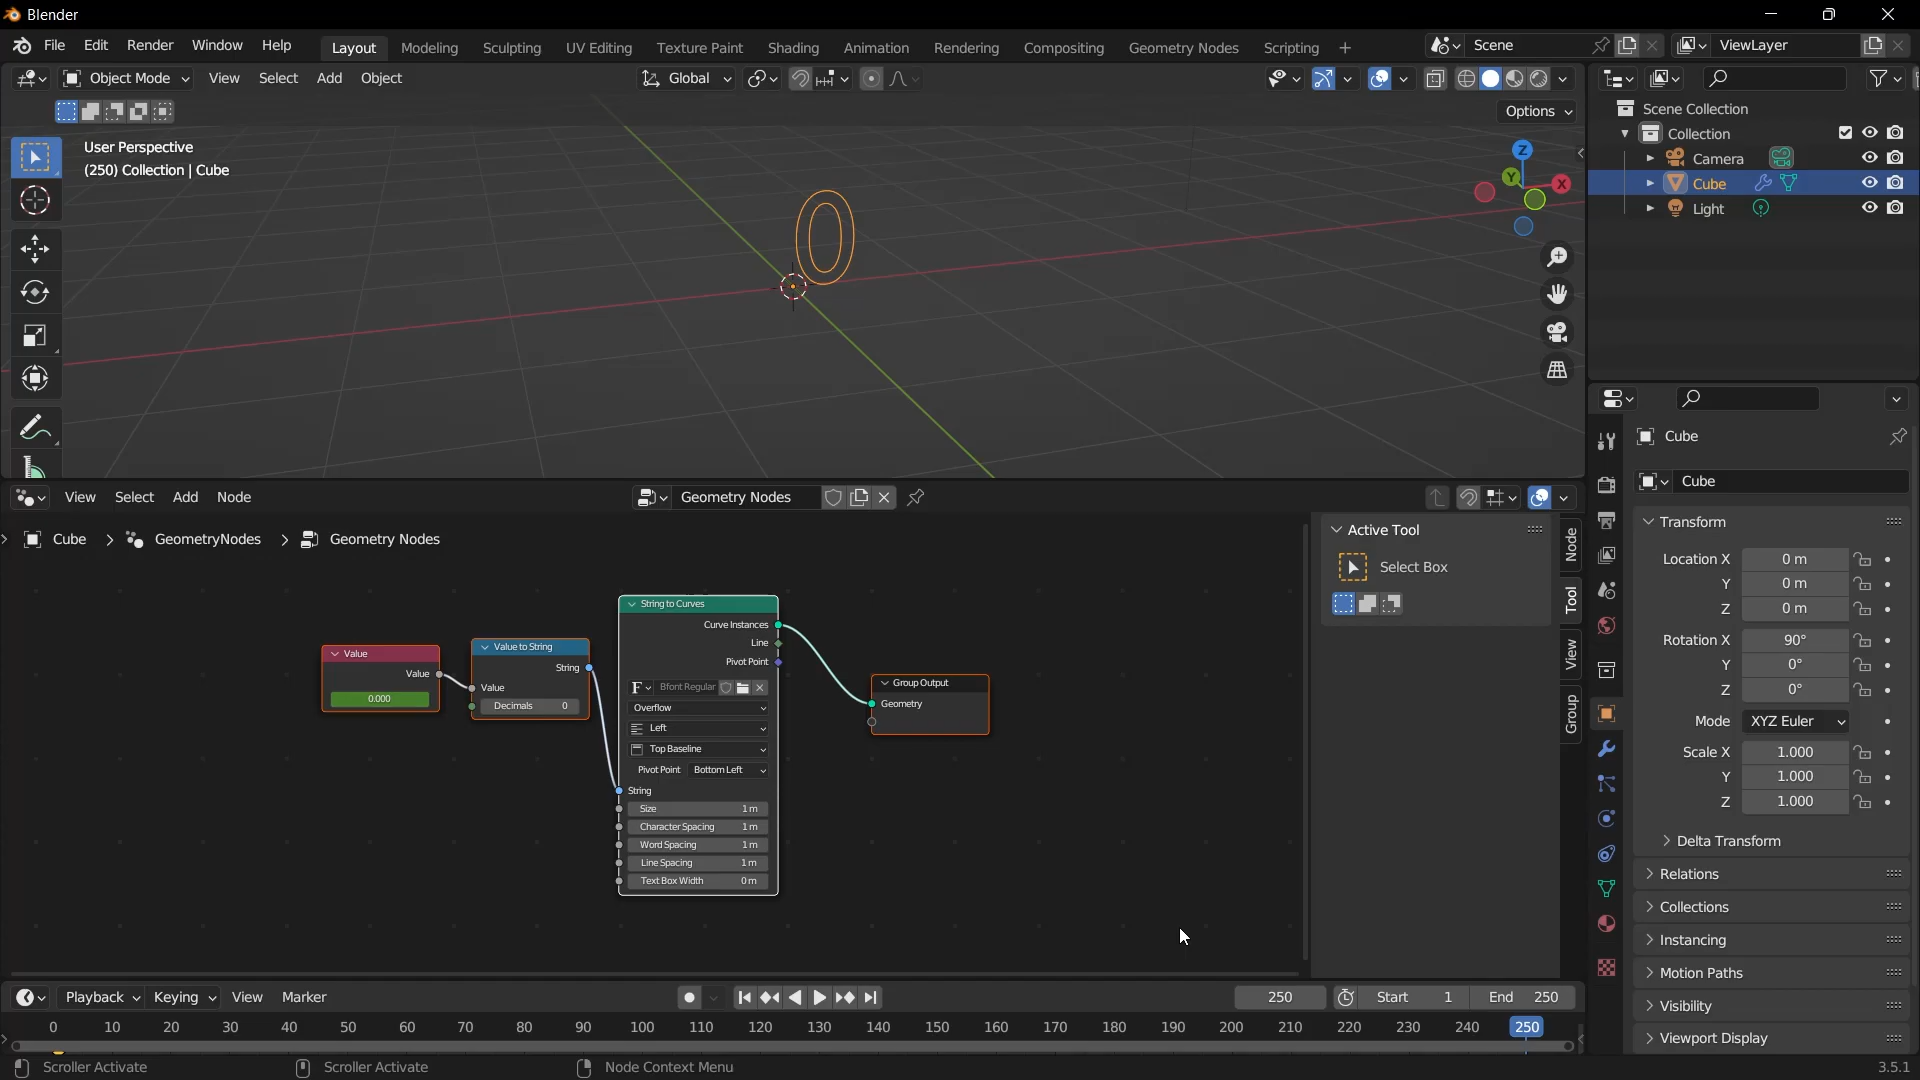 Blender
File Edit Render Window Help Layout Modeling Sculpting UV Editing Texture Paint Shading Animation Rendering Compositing Geometry Nodes Scripting + Scene ViewLayer
Object Mode View Select Add Object Global
Options
User Perspective
(250) Collection | Cube
Z
Y
X
0
Scene Collection
Collection
Camera
Cube
Light
View Select Add Node Geometry Nodes
Cube > GeometryNodes > Geometry Nodes
Value
Value
0.000
Value to String
String
Value
Decimals 0
String to Curves
Curve Instances
Line
Pivot Point
F Bfont Regular
Overflow
Left
Top Baseline
Pivot Point Bottom Left
String
Size 1 m
Character Spacing 1 m
Word Spacing 1 m
Line Spacing 1 m
Text Box Width 0 m
Group Output
Geometry
Active Tool
Select Box
Node
Tool
View
Group
Cube
Cube
Transform
Location X 0 m
Y 0 m
Z 0 m
Rotation X 90°
Y 0°
Z 0°
Mode XYZ Euler
Scale X 1.000
Y 1.000
Z 1.000
Delta Transform
Relations
Collections
Instancing
Motion Paths
Visibility
Viewport Display
Playback Keying View Marker 250 Start 1 End 250
0 10 20 30 40 50 60 70 80 90 100 110 120 130 140 150 160 170 180 190 200 210 220 230 240 250
Scroller Activate Scroller Activate Node Context Menu 3.5.1